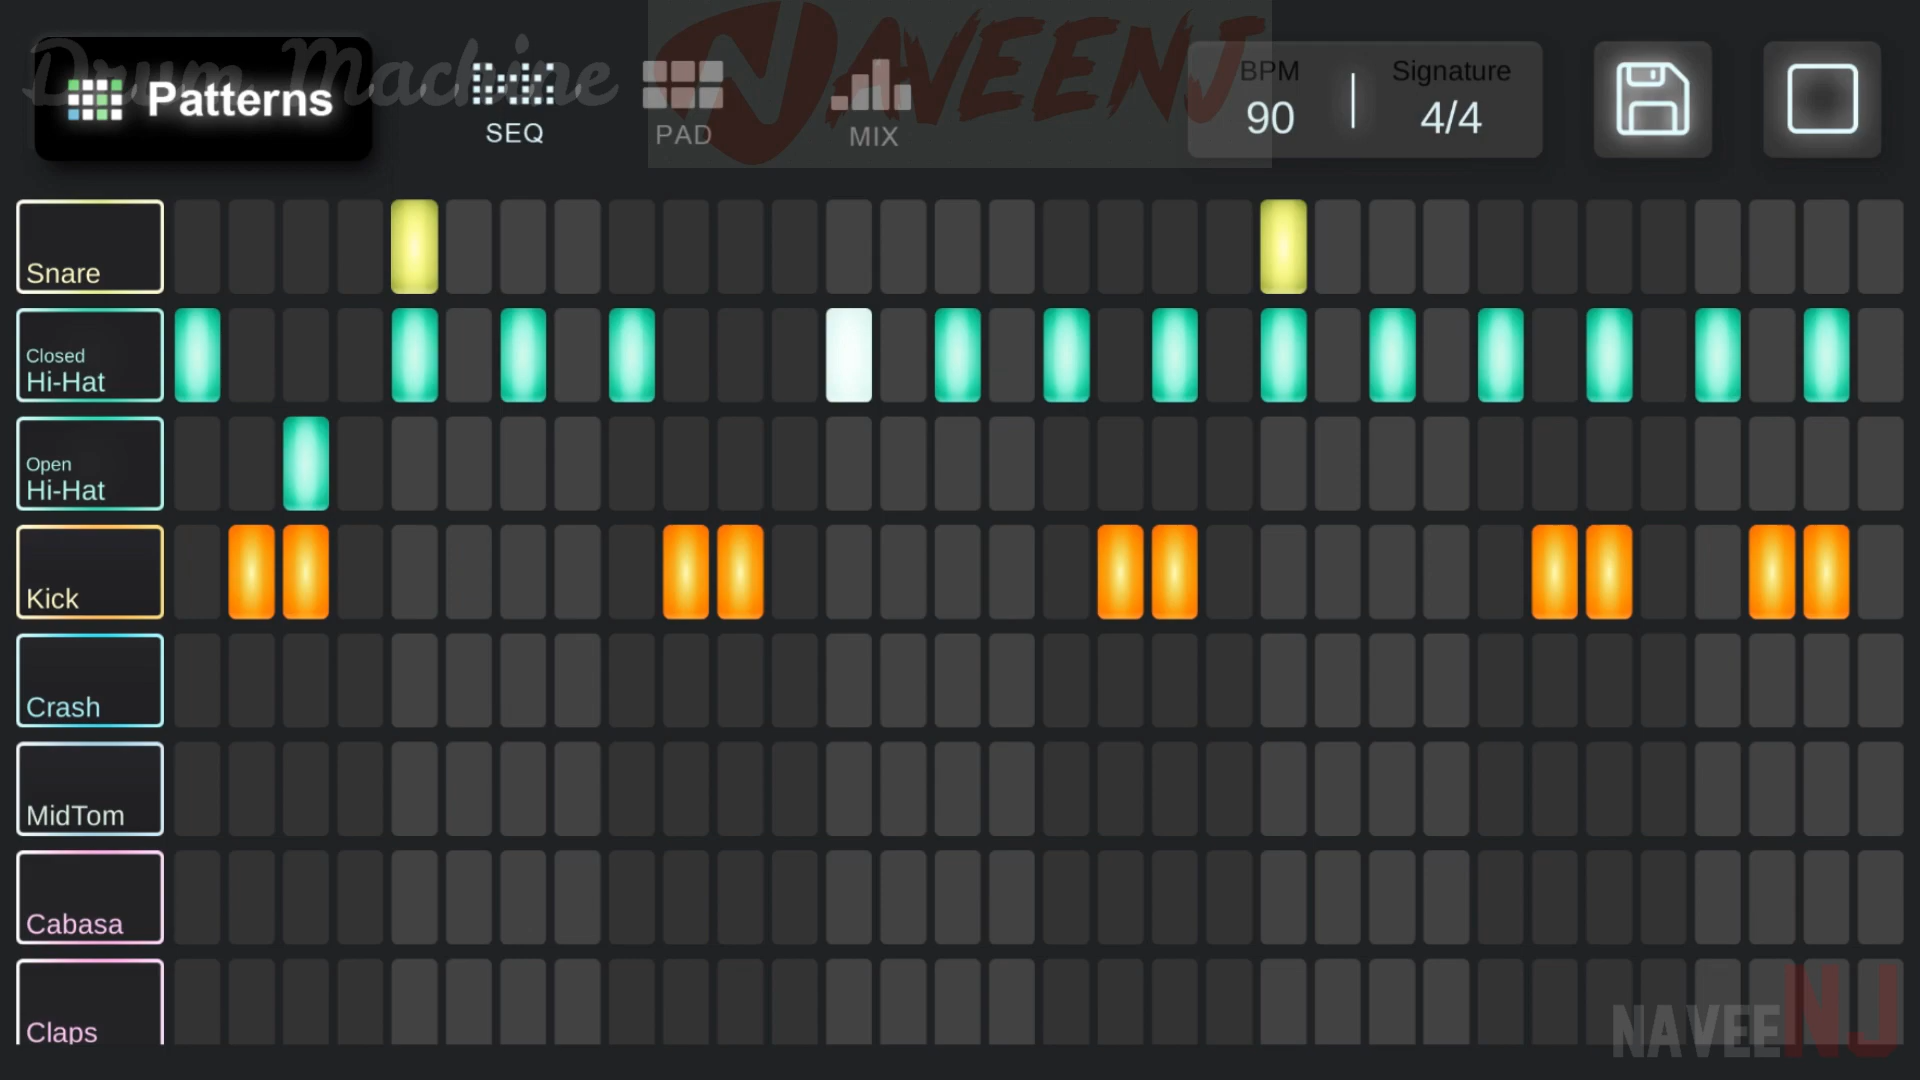 Drum Machine
NAVEENJ
Patterns
SEQ
PAD
MIX
BPM
90
Signature
4/4
Snare
Closed
Hi-Hat
Open
Hi-Hat
Kick
Crash
MidTom
Cabasa
Claps
NAVEENJ